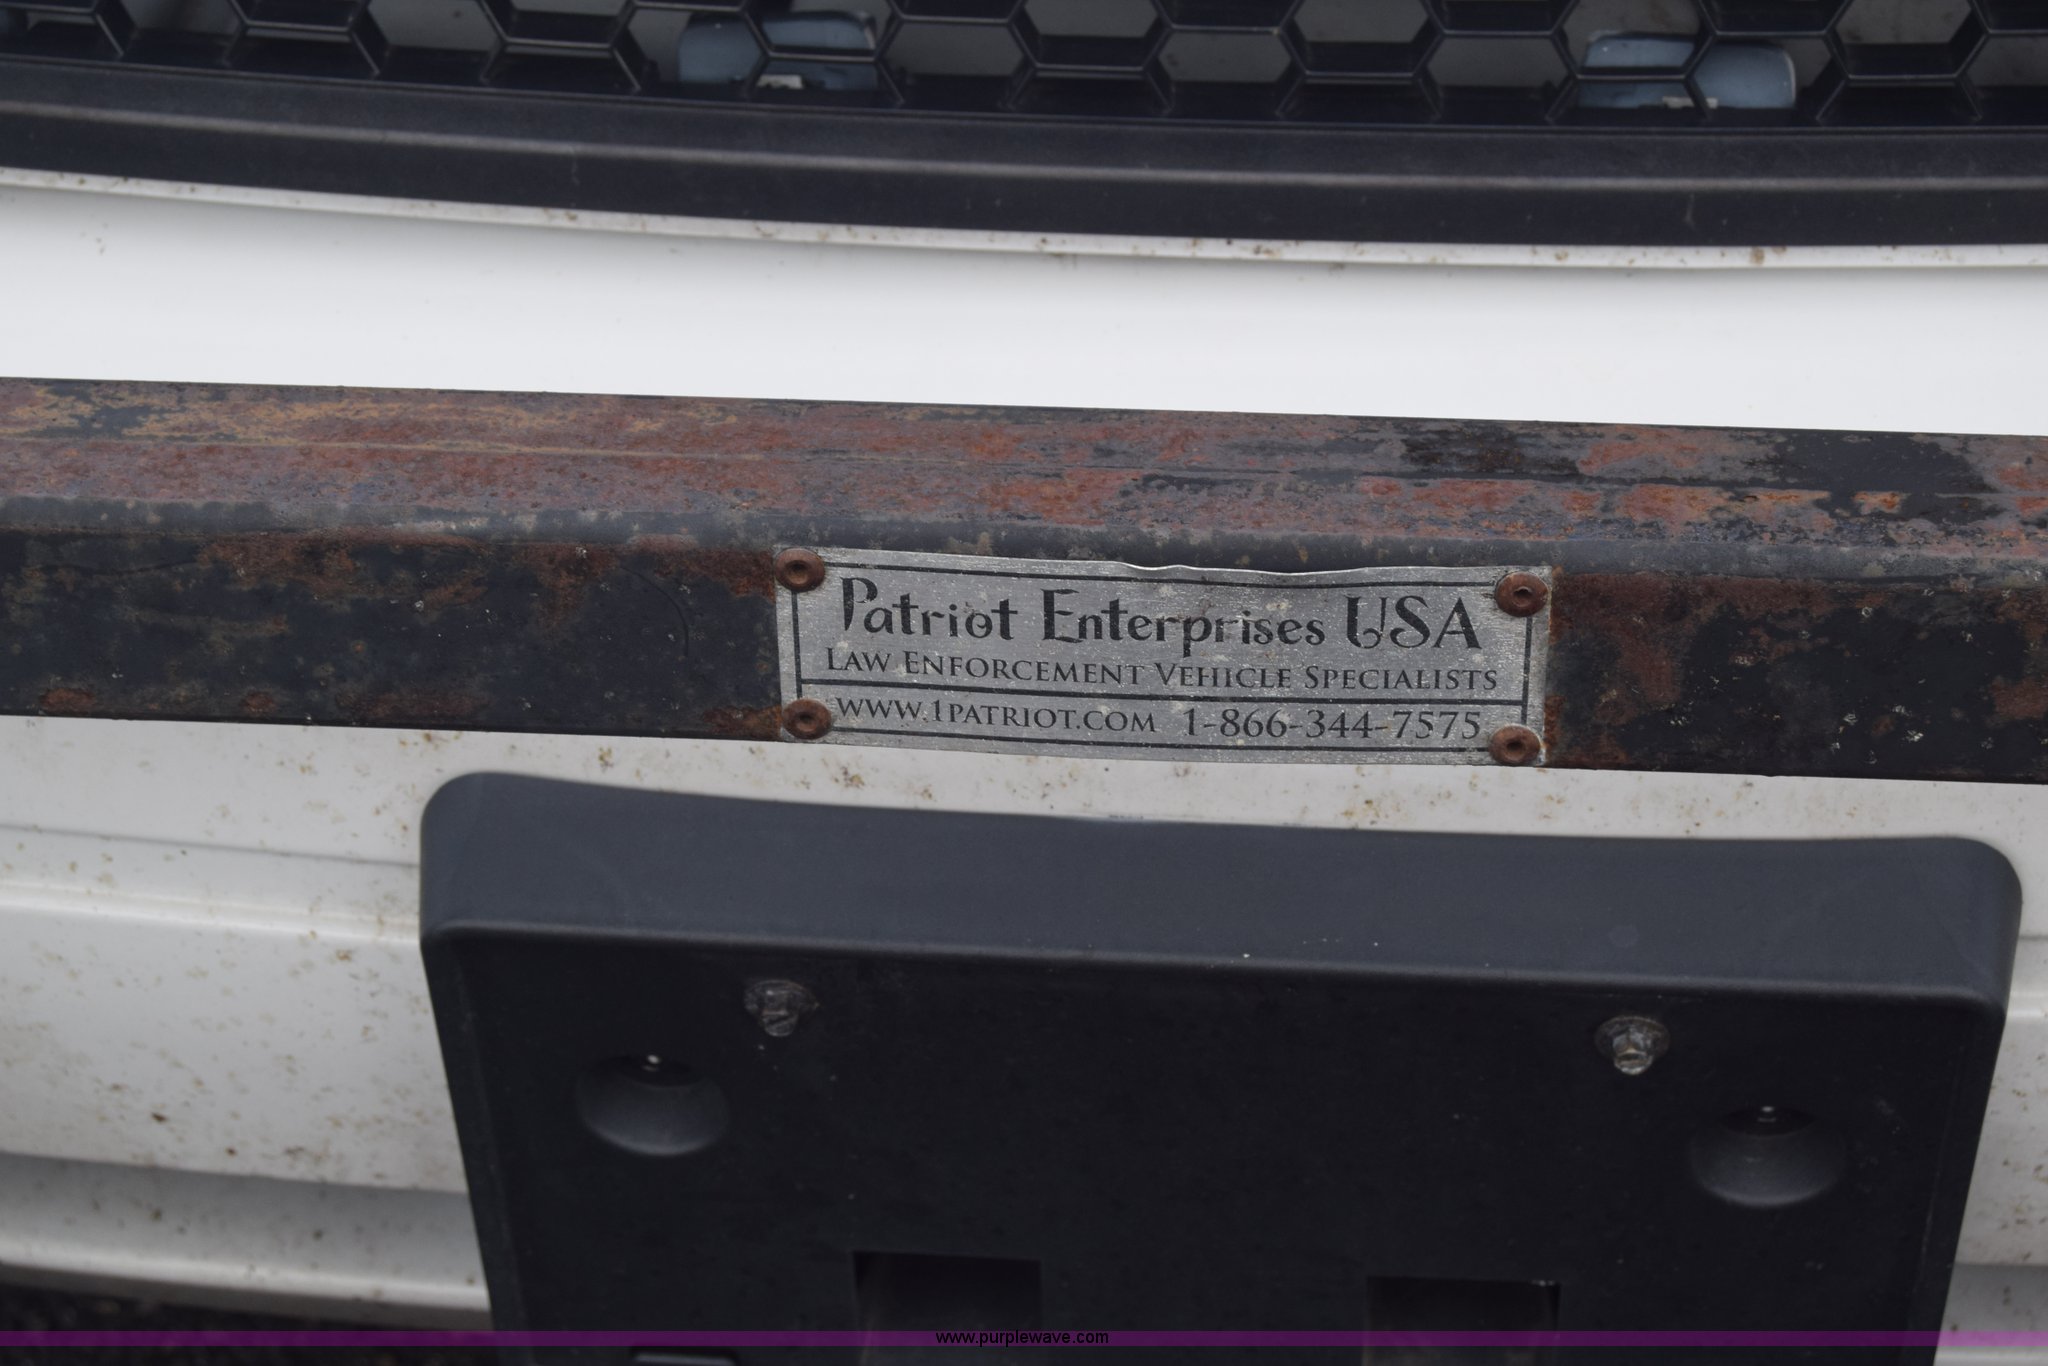 Patriot Enterprises USA
Law Enforcement Vehicle Specialists
www.1patriot.com 1-866-344-7575
www.purplewave.com